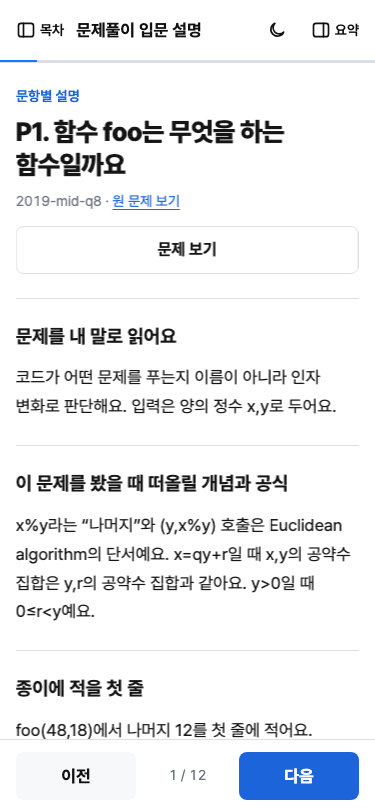 목차 문제풀이 입문 설명 요약
문항별 설명
P1. 함수 foo는 무엇을 하는
함수일까요
2019-mid-q8 · 원 문제 보기
문제 보기
문제를 내 말로 읽어요
코드가 어떤 문제를 푸는지 이름이 아니라 인자
변화로 판단해요. 입력은 양의 정수 x,y로 두어요.
이 문제를 봤을 때 떠올릴 개념과 공식
x%y라는 “나머지”와 (y,x%y) 호출은 Euclidean
algorithm의 단서예요. x=qy+r일 때 x,y의 공약수
집합은 y,r의 공약수 집합과 같아요. y>0일 때
0≤r<y예요.
종이에 적을 첫 줄
foo(48,18)에서 나머지 12를 첫 줄에 적어요.
이전 1 / 12 다음